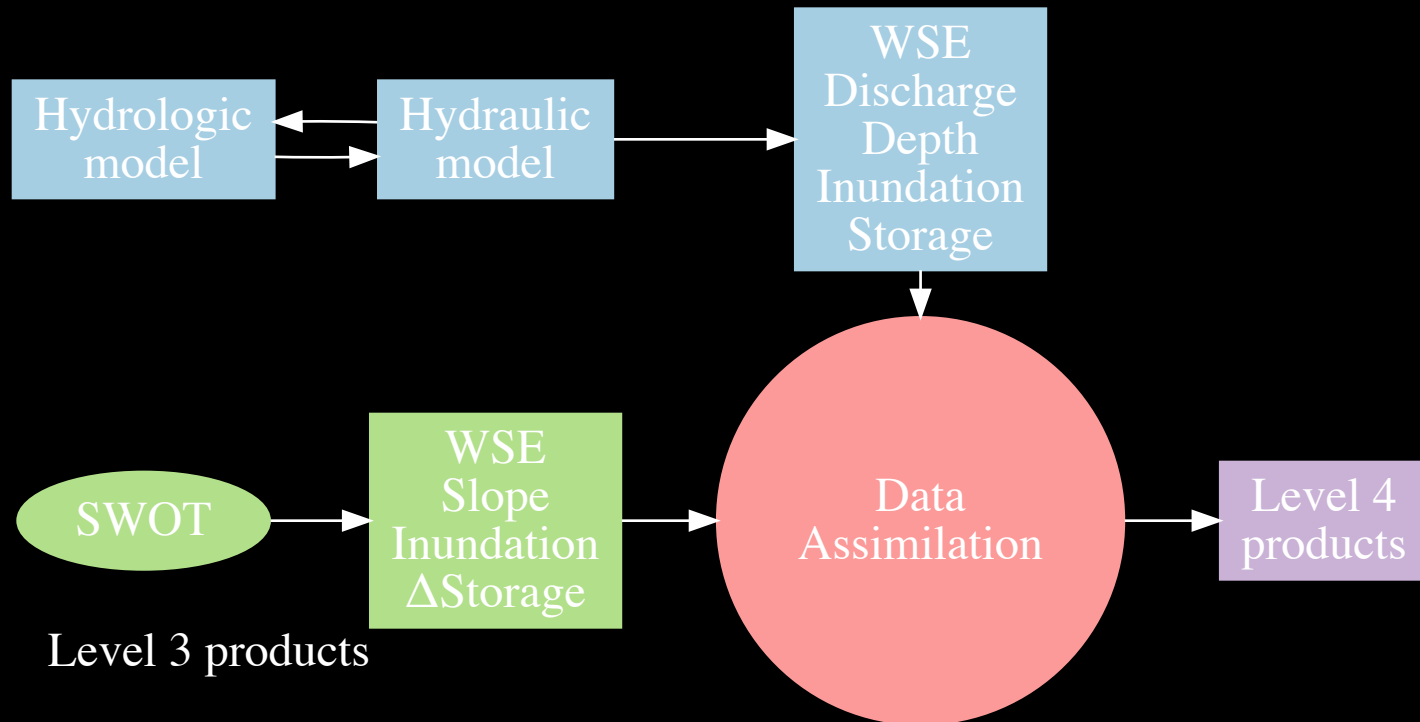 Hydrologic
model
Hydraulic
model
WSE
Discharge
Depth
Inundation
Storage
SWOT
WSE
Slope
Inundation
ΔStorage
Data
Assimilation
Level 4
products
Level 3 products